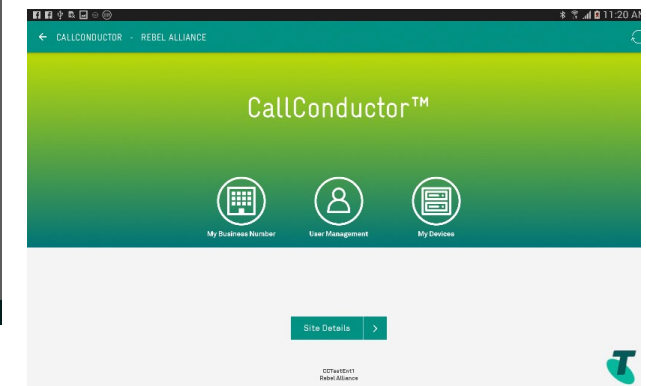 11:20 AM
CALLCONDUCTOR - REBEL ALLIANCE
CallConductor™
My Business Number
User Management
My Devices
Site Details
CCTestEnt1
Rebel Alliance